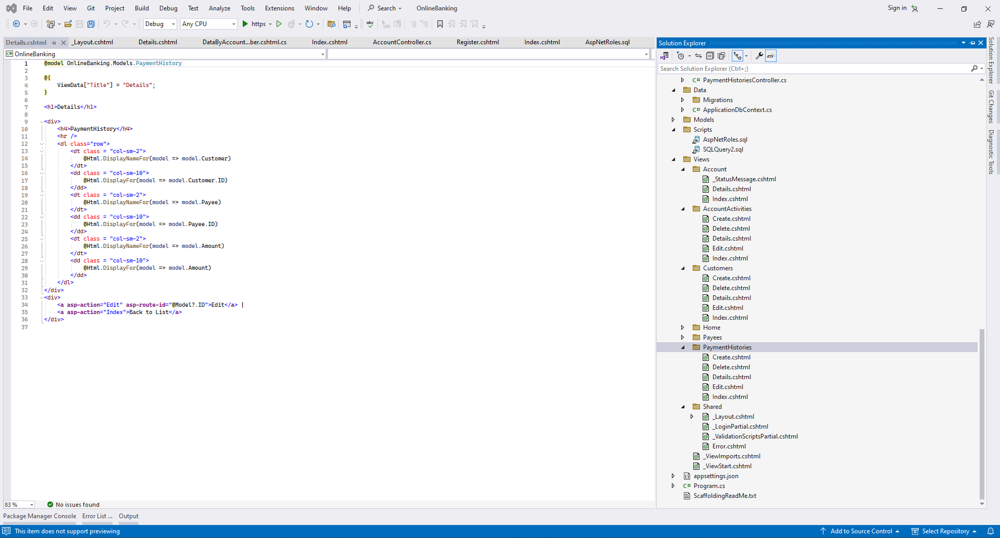 File Edit View Git Project Build Debug Test Analyze Tools Extensions Window Help Search OnlineBanking Sign in
Debug Any CPU https
Details.cshtml _Layout.cshtml Details.cshtml DataByAccount...ber.cshtml.cs Index.cshtml AccountController.cs Register.cshtml Index.cshtml AspNetRoles.sql
C# OnlineBanking
1 @model OnlineBanking.Models.PaymentHistory
2
3 @{
4 ViewData["Title"] = "Details";
5 }
6
7 <h1>Details</h1>
8
9 <div>
10 <h4>PaymentHistory</h4>
11 <hr />
12 <dl class="row">
13 <dt class = "col-sm-2">
14 @Html.DisplayNameFor(model => model.Customer)
15 </dt>
16 <dd class = "col-sm-10">
17 @Html.DisplayFor(model => model.Customer.ID)
18 </dd>
19 <dt class = "col-sm-2">
20 @Html.DisplayNameFor(model => model.Payee)
21 </dt>
22 <dd class = "col-sm-10">
23 @Html.DisplayFor(model => model.Payee.ID)
24 </dd>
25 <dt class = "col-sm-2">
26 @Html.DisplayNameFor(model => model.Amount)
27 </dt>
28 <dd class = "col-sm-10">
29 @Html.DisplayFor(model => model.Amount)
30 </dd>
31 </dl>
32 </div>
33 <div>
34 <a asp-action="Edit" asp-route-id="@Model?.ID">Edit</a> |
35 <a asp-action="Index">Back to List</a>
36 </div>
37
83 % No issues found
Package Manager Console Error List ... Output
This item does not support previewing
Add to Source Control Select Repository
Solution Explorer
Search Solution Explorer (Ctrl+;)
C# PaymentHistoriesController.cs
Data
Migrations
C# ApplicationDbContext.cs
Models
Scripts
AspNetRoles.sql
SQLQuery2.sql
Views
Account
_StatusMessage.cshtml
Details.cshtml
Index.cshtml
AccountActivities
Create.cshtml
Delete.cshtml
Details.cshtml
Edit.cshtml
Index.cshtml
Customers
Create.cshtml
Delete.cshtml
Details.cshtml
Edit.cshtml
Index.cshtml
Home
Payees
PaymentHistories
Create.cshtml
Delete.cshtml
Details.cshtml
Edit.cshtml
Index.cshtml
Shared
_Layout.cshtml
_LoginPartial.cshtml
_ValidationScriptsPartial.cshtml
Error.cshtml
_ViewImports.cshtml
_ViewStart.cshtml
appsettings.json
C# Program.cs
ScaffoldingReadMe.txt
Solution Explorer
Git Changes
Diagnostic Tools